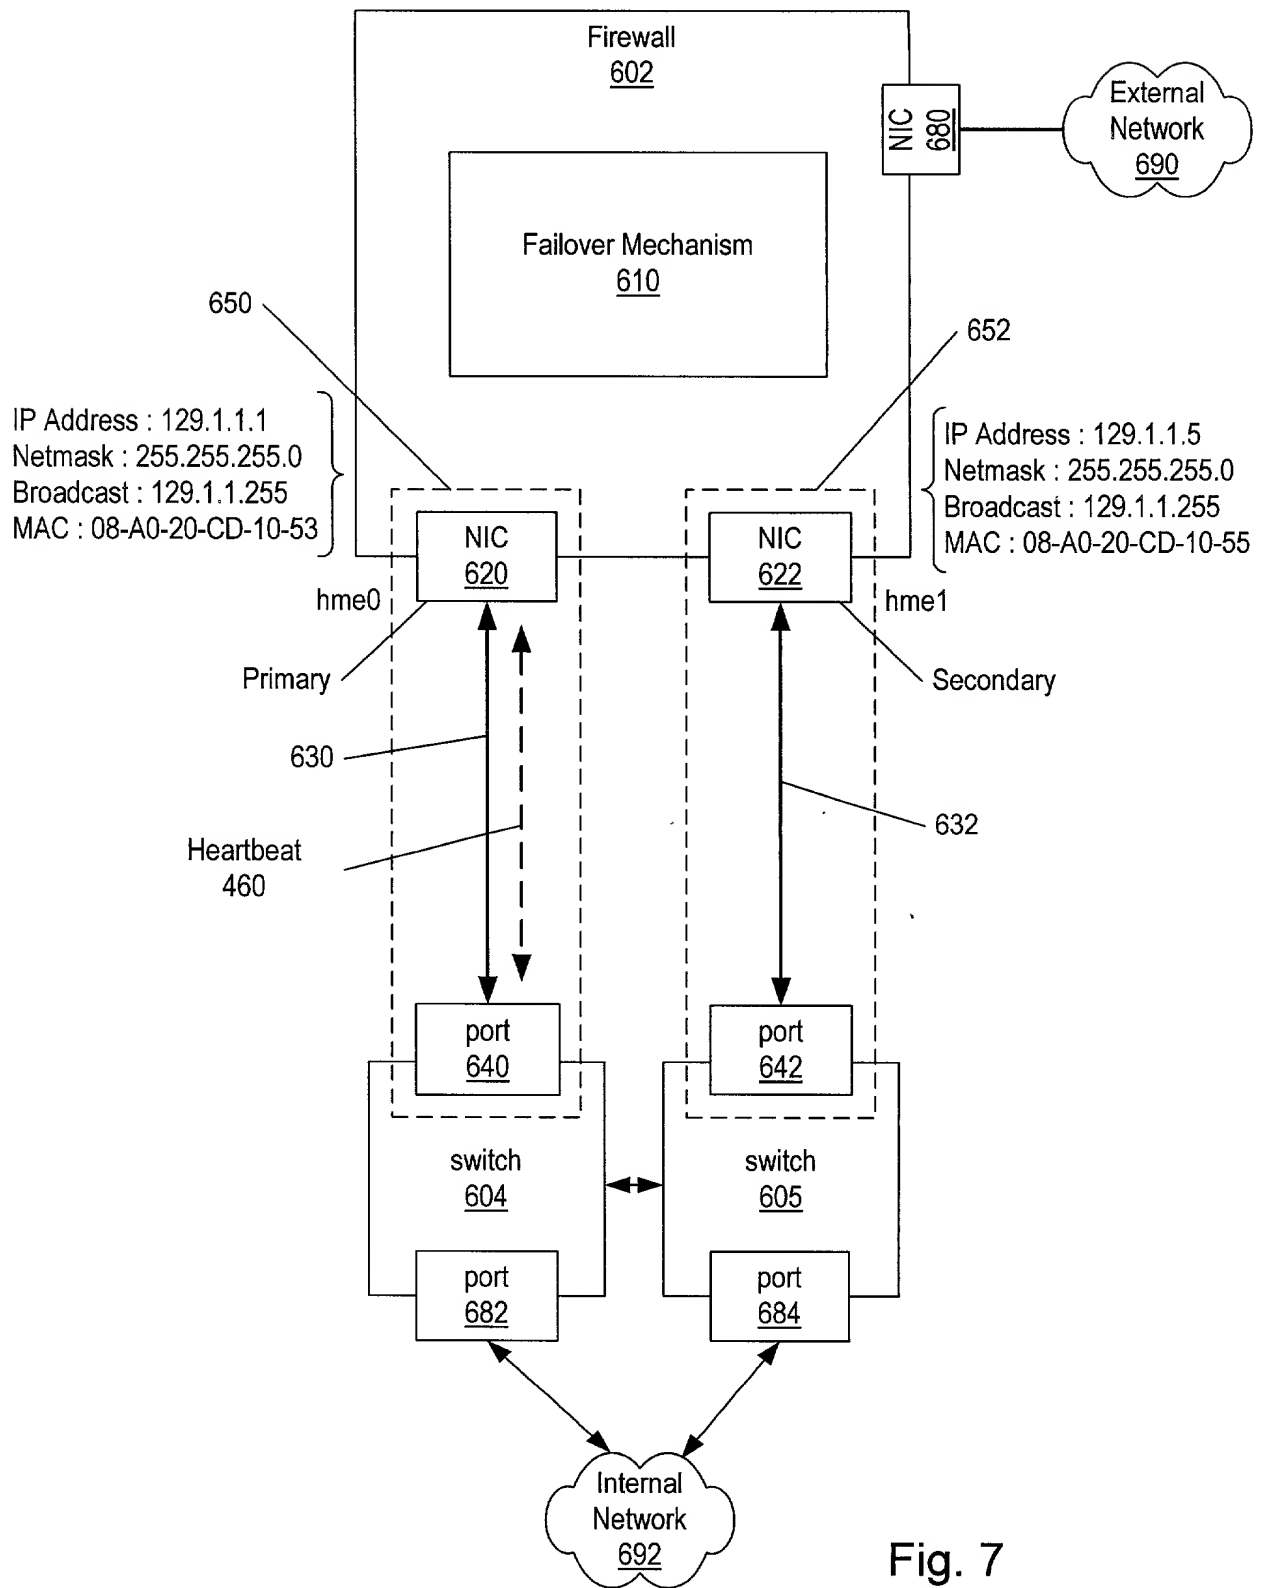 Firewall
602
NIC
680
External
Network
690
Failover Mechanism
610
650
652
IP Address : 129.1.1.1
Netmask : 255.255.255.0
Broadcast : 129.1.1.255
MAC : 08-A0-20-CD-10-53
IP Address : 129.1.1.5
Netmask : 255.255.255.0
Broadcast : 129.1.1.255
MAC : 08-A0-20-CD-10-55
NIC
620
NIC
622
hme0
hme1
Primary
Secondary
630
632
Heartbeat
460
port
640
port
642
switch
604
switch
605
port
682
port
684
Internal
Network
692
Fig. 7